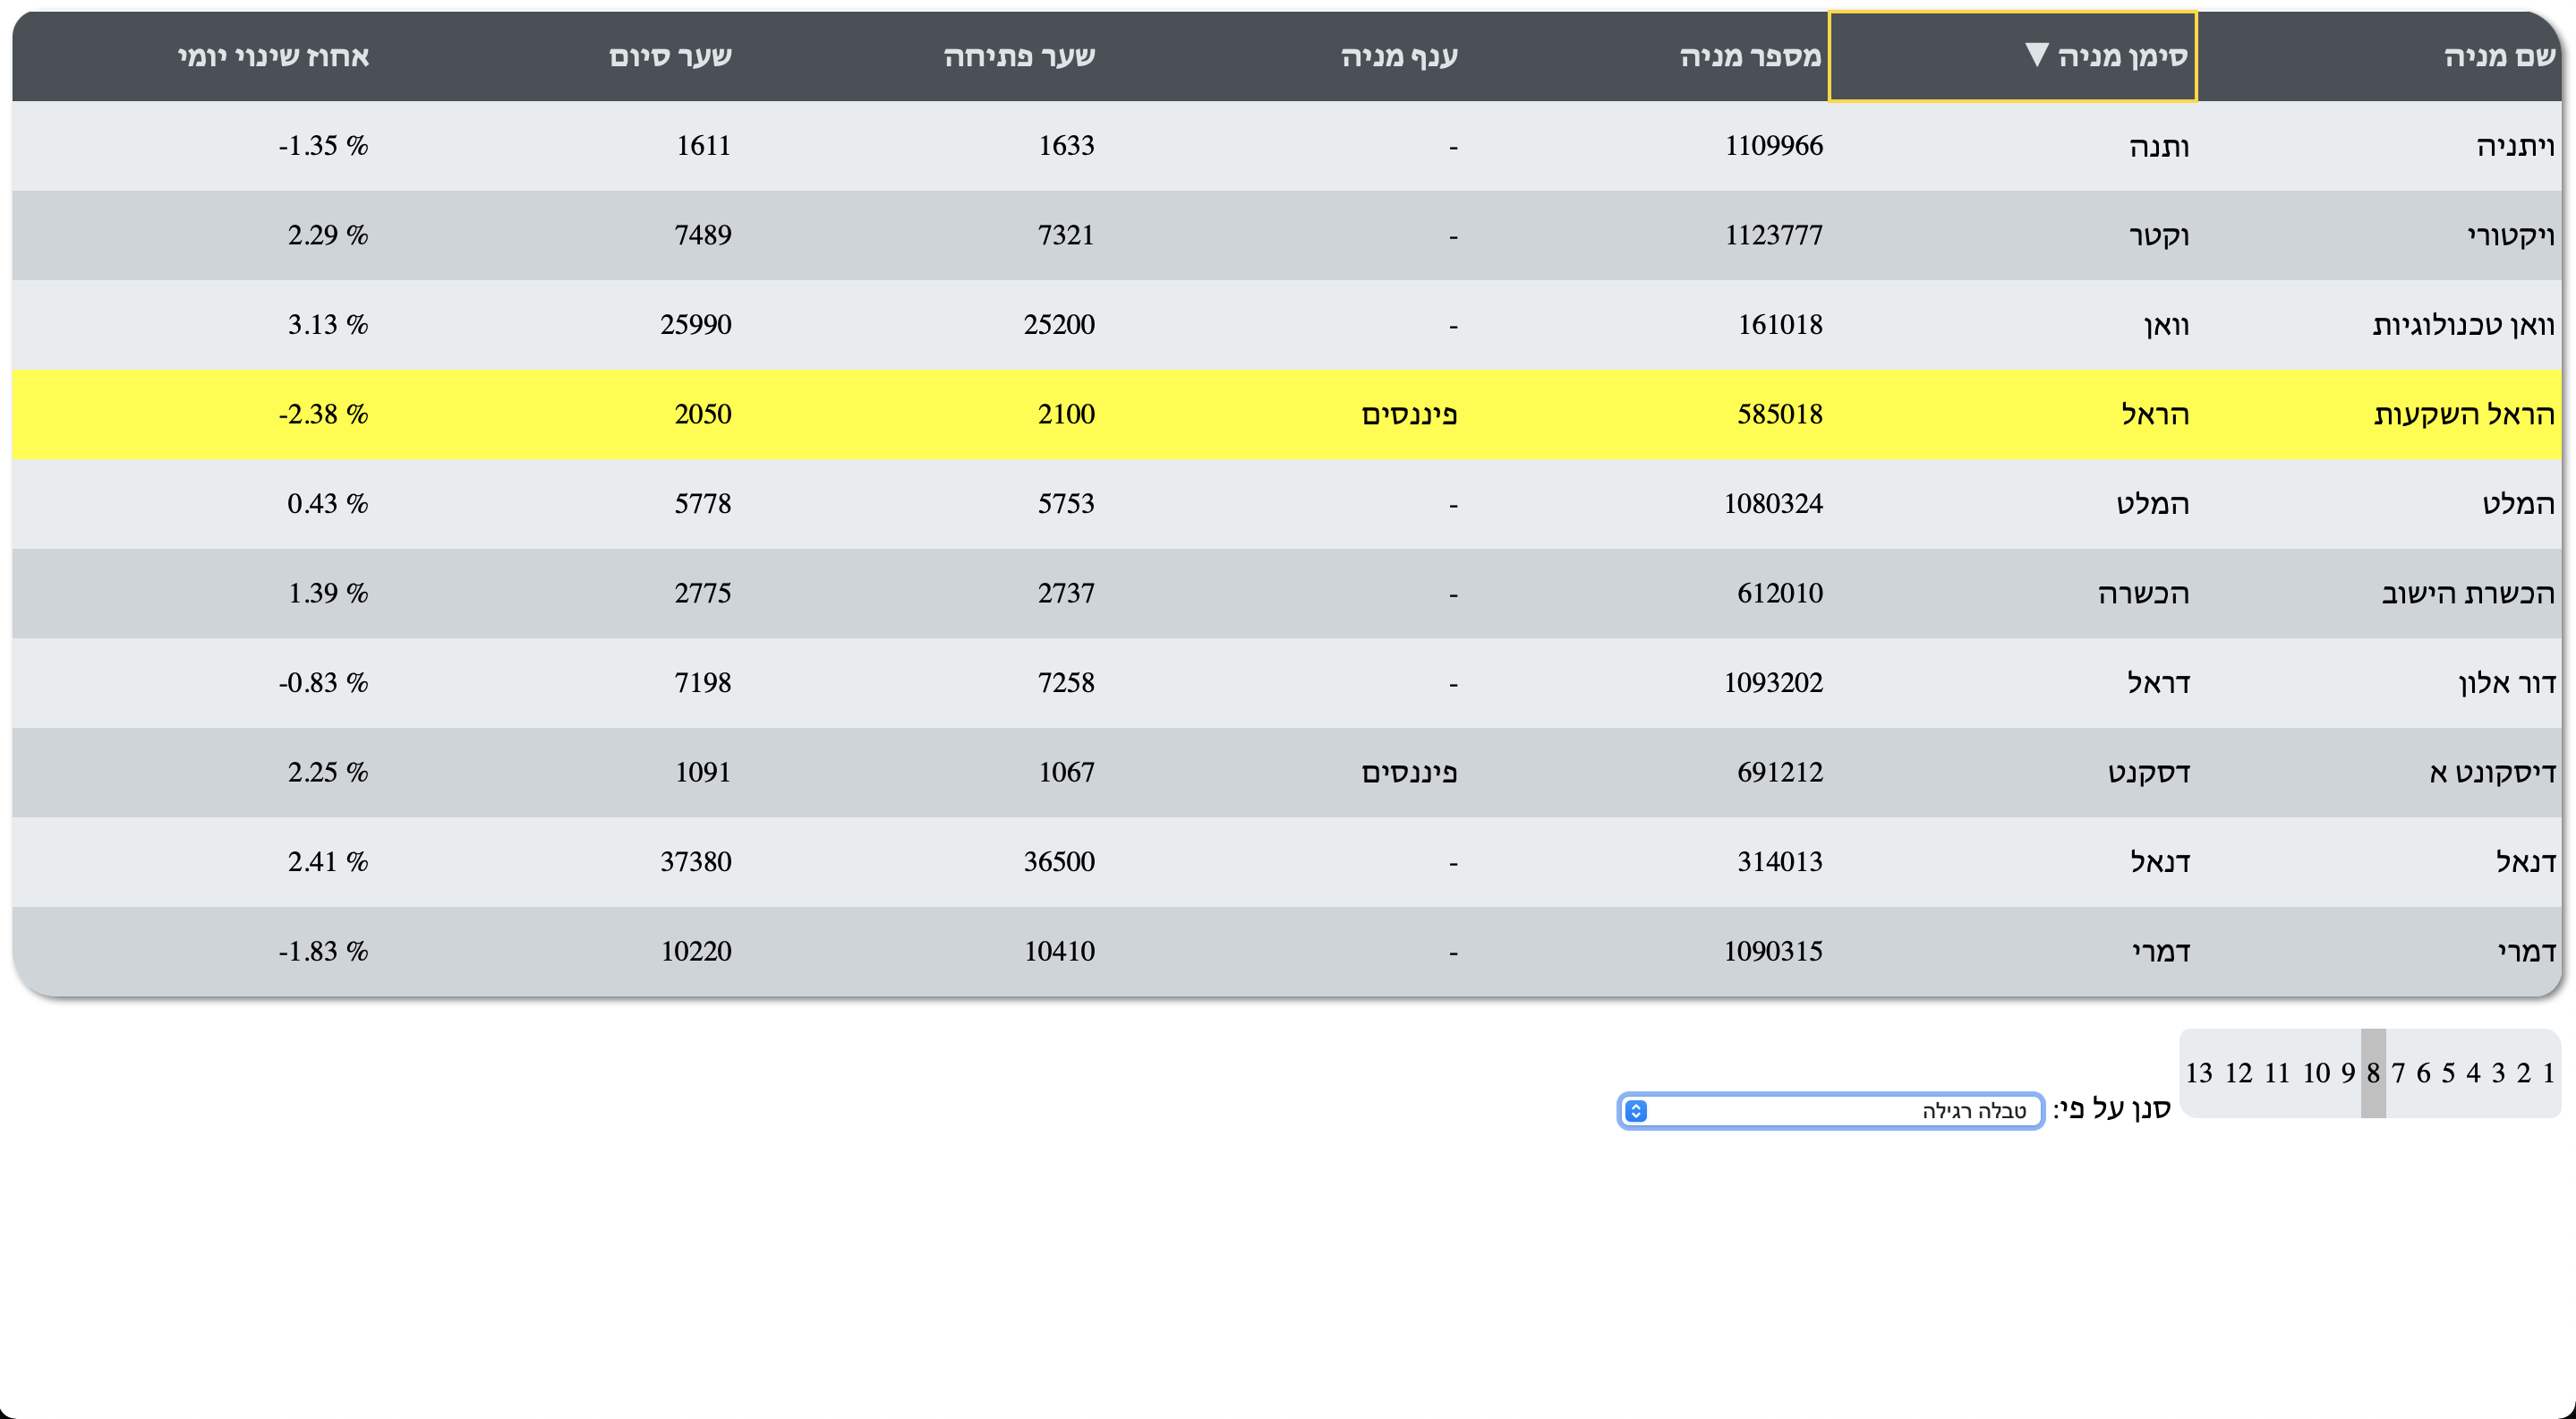 שם מניה סימן מניה ▼ מספר מניה ענף מניה שער פתיחה שער סיום אחוז שינוי יומי
ויתניה ותנה 1109966 - 1633 1611 -1.35 %
ויקטורי וקטר 1123777 - 7321 7489 2.29 %
וואן טכנולוגיות וואן 161018 - 25200 25990 3.13 %
הראל השקעות הראל 585018 פיננסים 2100 2050 -2.38 %
המלט המלט 1080324 - 5753 5778 0.43 %
הכשרת הישוב הכשרה 612010 - 2737 2775 1.39 %
דור אלון דראל 1093202 - 7258 7198 -0.83 %
דיסקונט א דסקנט 691212 פיננסים 1067 1091 2.25 %
דנאל דנאל 314013 - 36500 37380 2.41 %
דמרי דמרי 1090315 - 10410 10220 -1.83 %
1 2 3 4 5 6 7 8 9 10 11 12 13
סנן על פי: טבלה רגילה